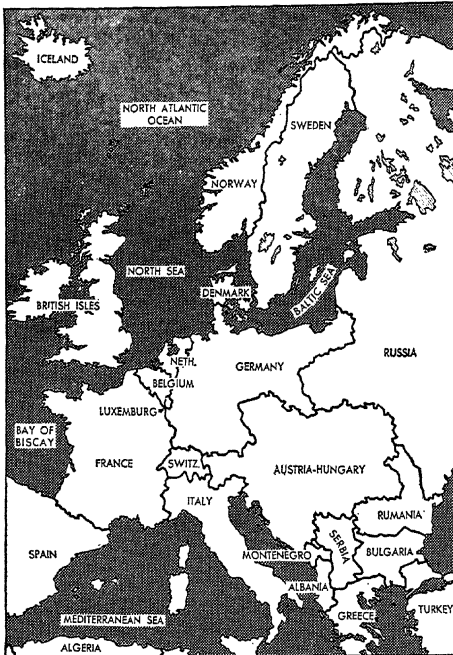 ICELAND
NORTH ATLANTIC
OCEAN
SWEDEN
NORWAY
NORTH SEA
DENMARK
BALTIC SEA
BRITISH ISLES
NETH.
GERMANY
RUSSIA
BELGIUM
LUXEMBURG
BAY OF
BISCAY
FRANCE
SWITZ.
AUSTRIA-HUNGARY
ITALY
RUMANIA
SERBIA
SPAIN
MONTENEGRO
BULGARIA
ALBANIA
MEDITERRANEAN SEA
GREECE
TURKEY
ALGERIA